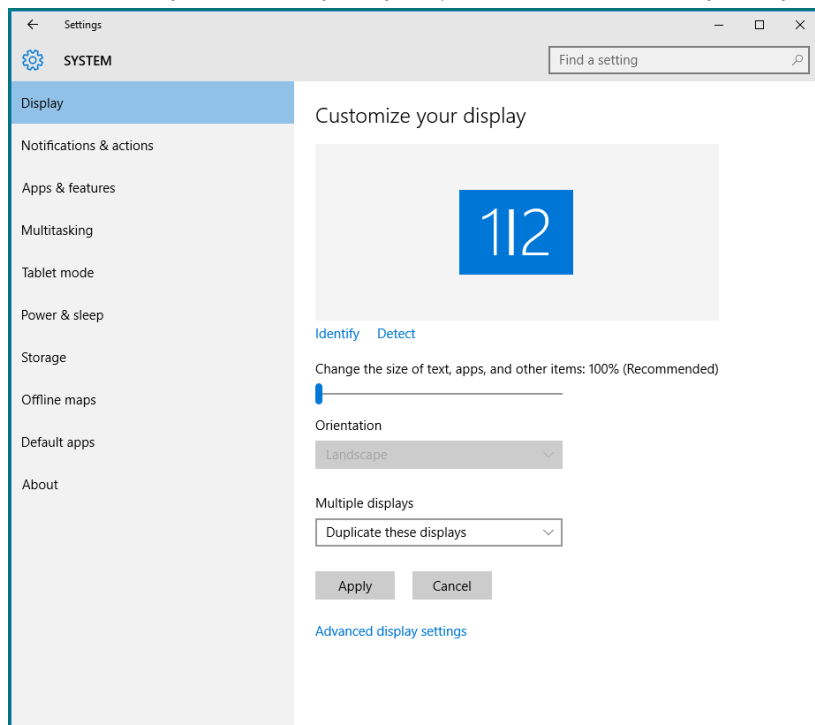 Settings
SYSTEM
Find a setting
Display
Notifications & actions
Apps & features
Multitasking
Tablet mode
Power & sleep
Storage
Offline maps
Default apps
About
Customize your display
1|2
Identify Detect
Change the size of text, apps, and other items: 100% (Recommended)
Orientation
Landscape
Multiple displays
Duplicate these displays
Apply Cancel
Advanced display settings